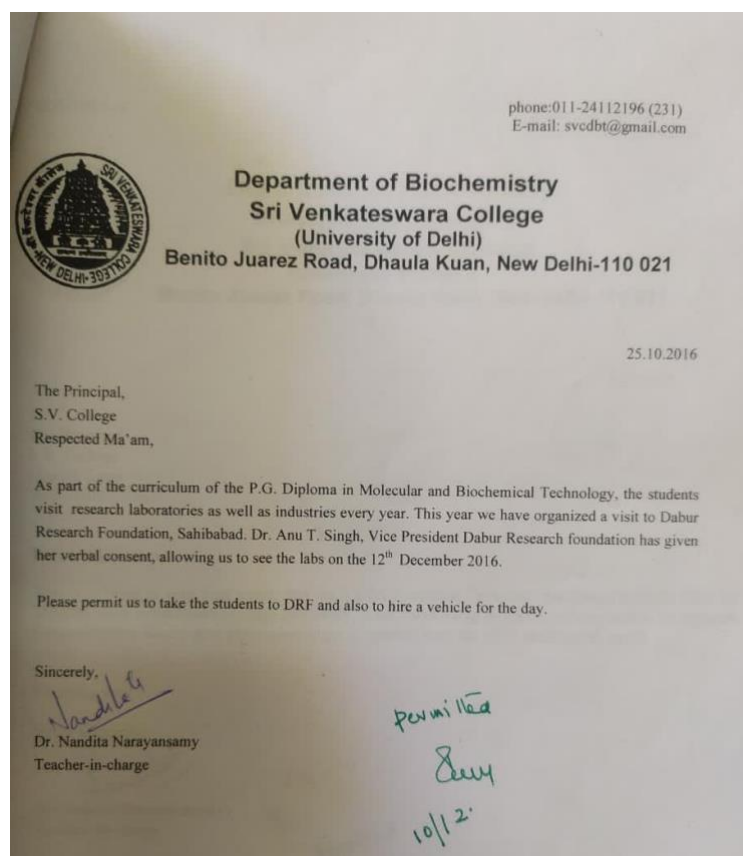 phone:011-24112196 (231)
E-mail: svcdbt@gmail.com
SRI VENKATESWARA COLLEGE
NEW DELHI
Department of Biochemistry
Sri Venkateswara College
(University of Delhi)
Benito Juarez Road, Dhaula Kuan, New Delhi-110 021
25.10.2016
The Principal,
S.V. College
Respected Ma'am,
As part of the curriculum of the P.G. Diploma in Molecular and Biochemical Technology, the students
visit research laboratories as well as industries every year. This year we have organized a visit to Dabur
Research Foundation, Sahibabad. Dr. Anu T. Singh, Vice President Dabur Research foundation has given
her verbal consent, allowing us to see the labs on the 12th December 2016.
Please permit us to take the students to DRF and also to hire a vehicle for the day.
Sincerely,
Dr. Nandita Narayansamy
Teacher-in-charge
Permitted
10/12.